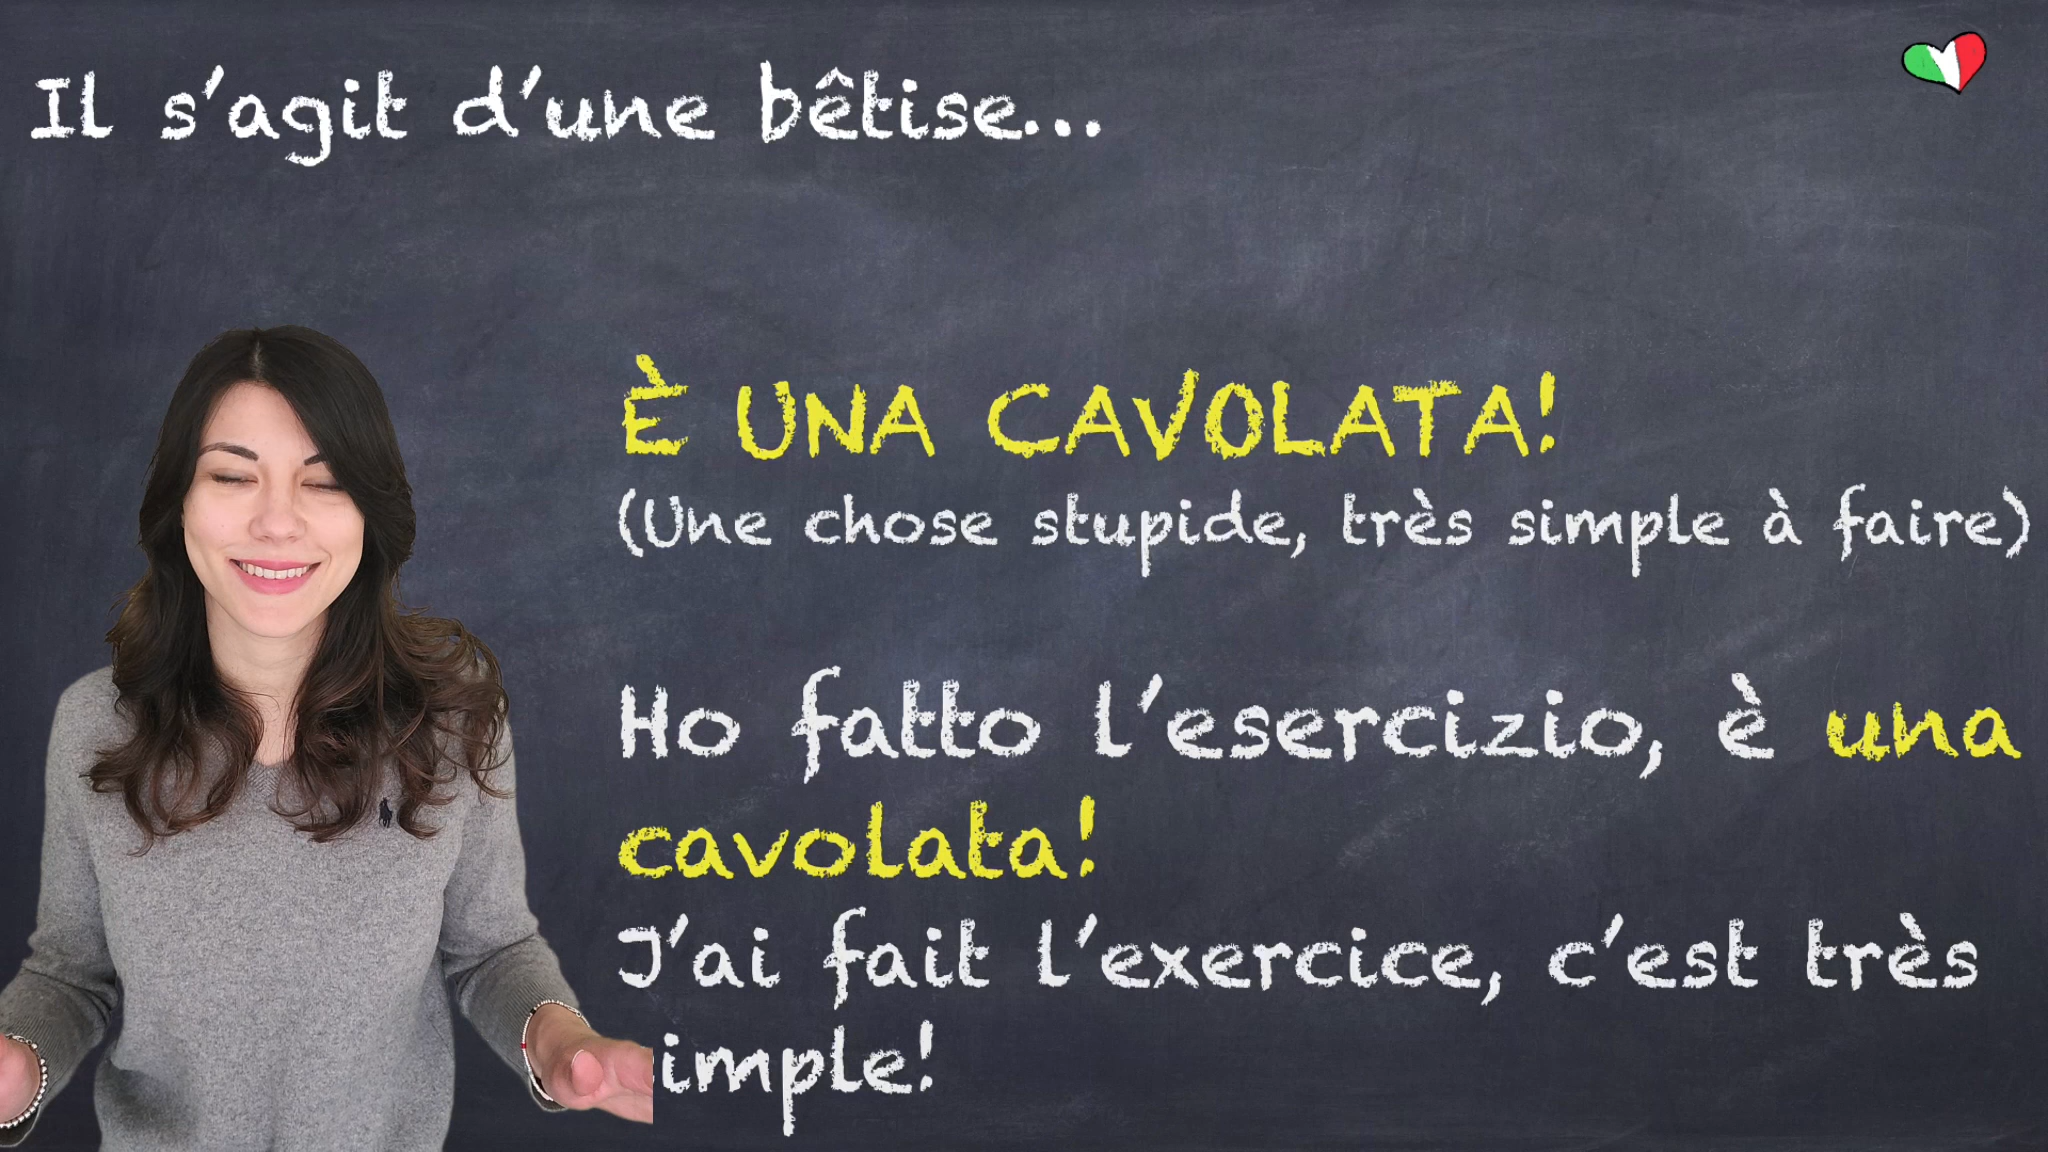 Il s'agit d'une bêtise...
È UNA CAVOLATA!
(Une chose stupide, très simple à faire)
Ho fatto l'esercizio, è una
cavolata!
J'ai fait l'exercice, c'est très
imple!